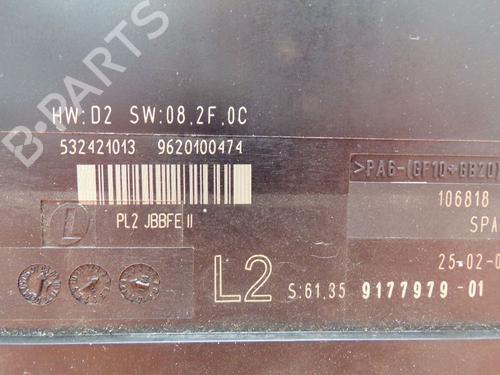 B-PARTS
HW:D2 SW:08.2F.0C
532421013 9620100474
>PA6-(GF10+GB20)
106818
PL2 JBBFE II
SPA
L
25-02-0
L2 S:61.35 9177979-01